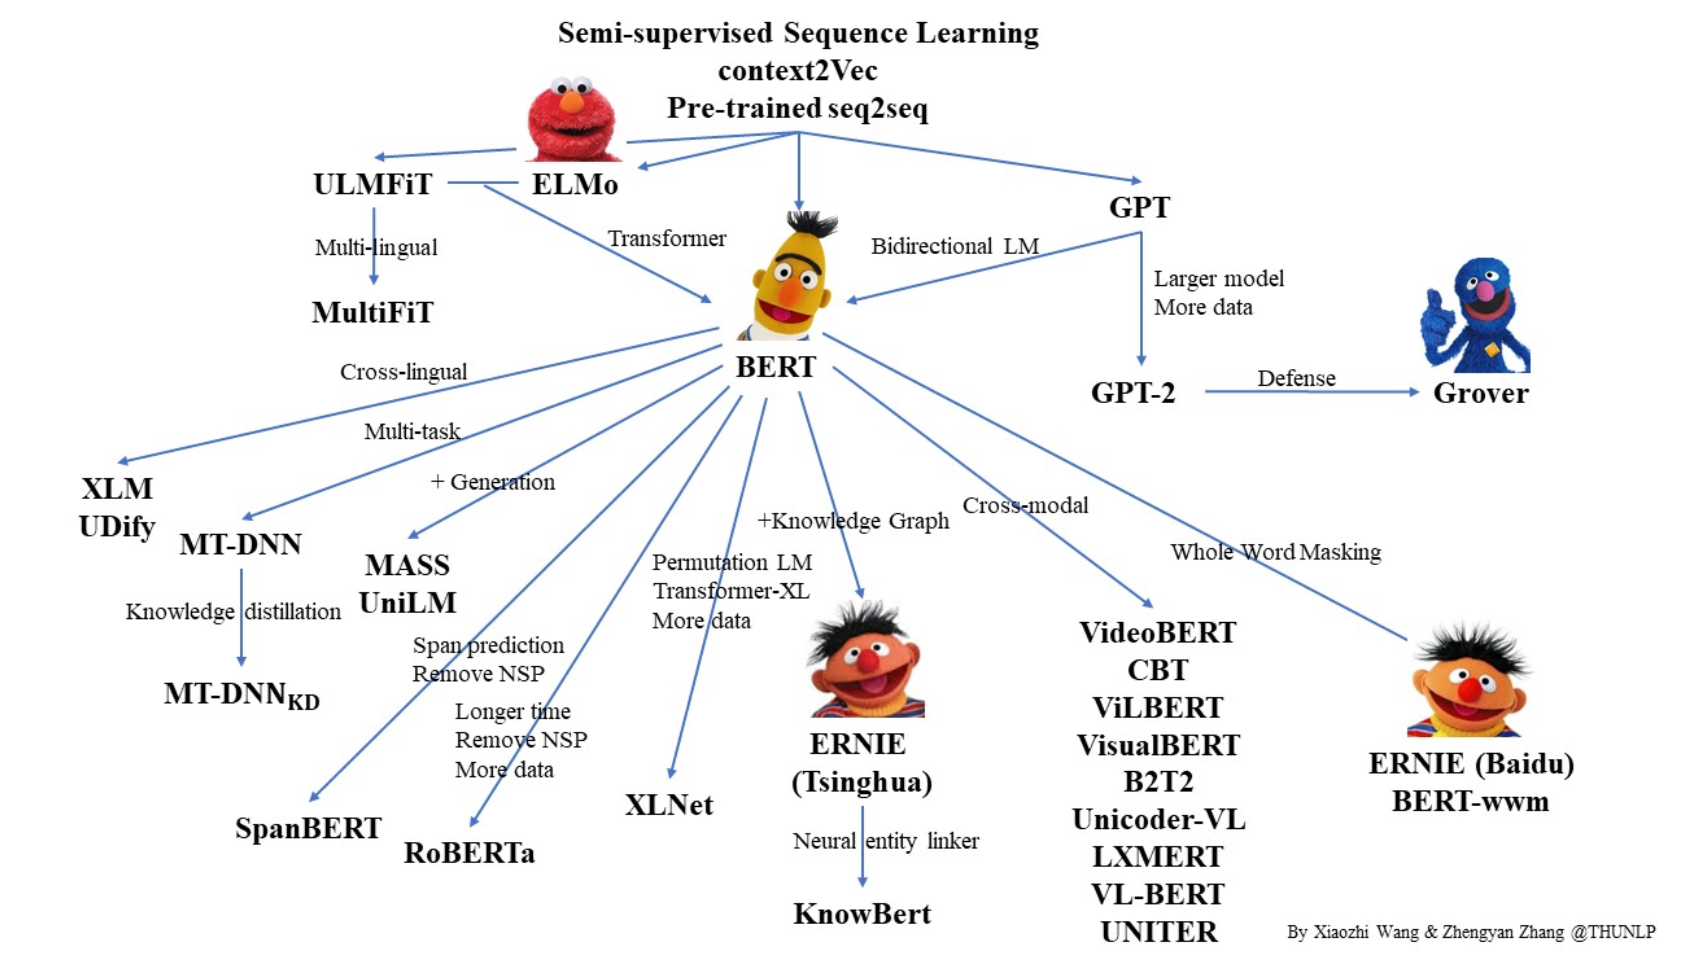 Semi-supervised Sequence Learning
context2Vec
Pre-trained seq2seq
ULMFiT
ELMo
GPT
Multi-lingual
Transformer
Bidirectional LM
Larger model
More data
MultiFiT
BERT
GPT-2
Defense
Grover
Cross-lingual
Multi-task
+ Generation
+Knowledge Graph
Cross-modal
Whole Word Masking
XLM
UDify
MT-DNN
MASS
UniLM
Permutation LM
Transformer-XL
More data
Knowledge distillation
Span prediction
Remove NSP
MT-DNNKD
Longer time
Remove NSP
More data
SpanBERT
RoBERTa
XLNet
ERNIE
(Tsinghua)
Neural entity linker
KnowBert
VideoBERT
CBT
ViLBERT
VisualBERT
B2T2
Unicoder-VL
LXMERT
VL-BERT
UNITER
ERNIE (Baidu)
BERT-wwm
By Xiaozhi Wang & Zhengyan Zhang @THUNLP